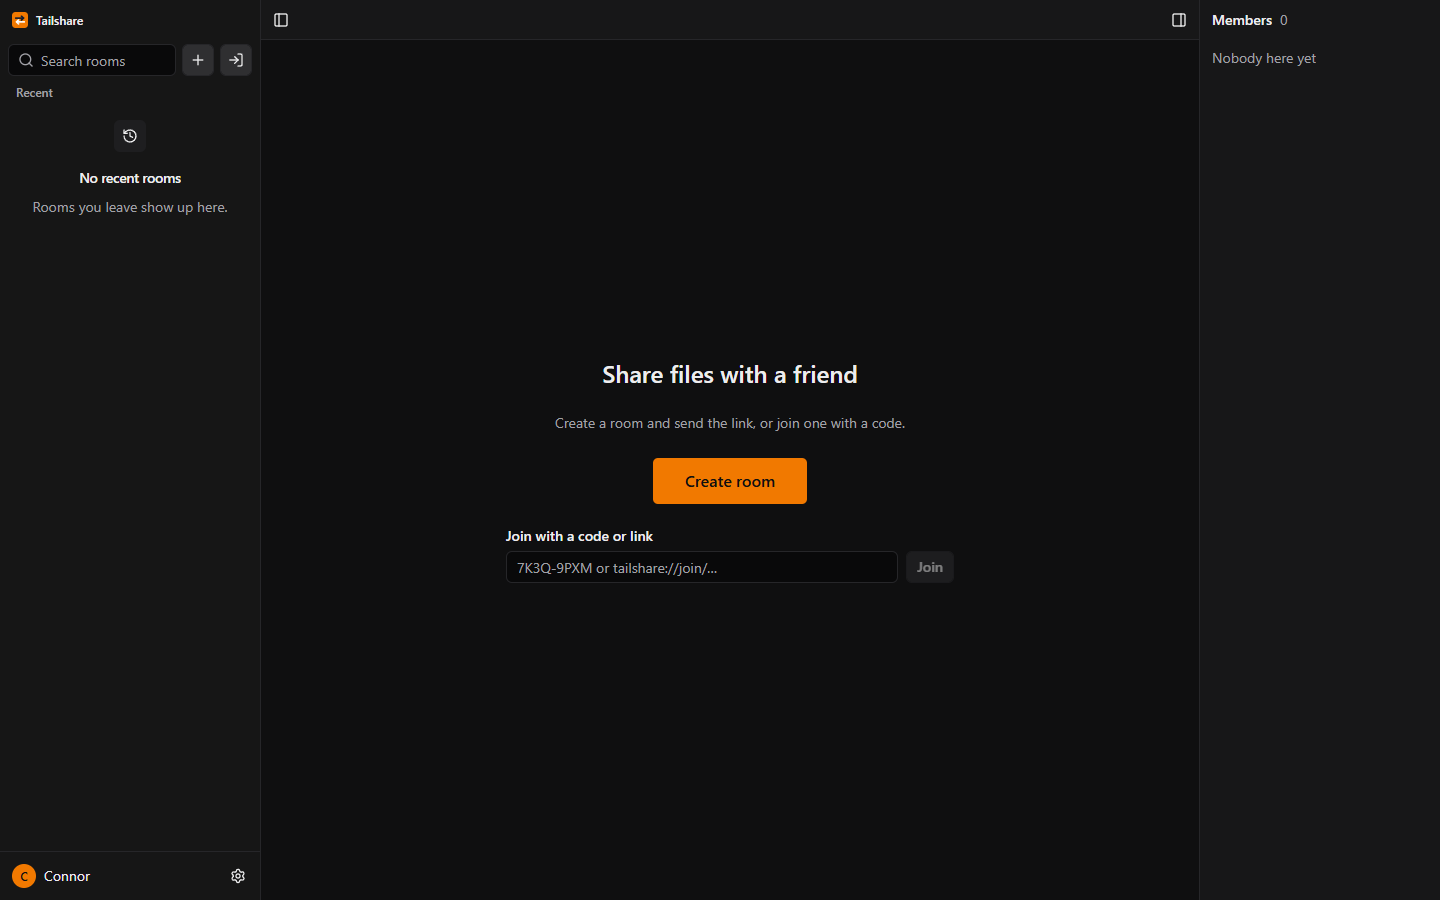 Tailshare
Search rooms
Recent
No recent rooms
Rooms you leave show up here.
Share files with a friend
Create a room and send the link, or join one with a code.
Create room
Join with a code or link
7K3Q-9PXM or tailshare://join/...
Join
Members 0
Nobody here yet
C
Connor